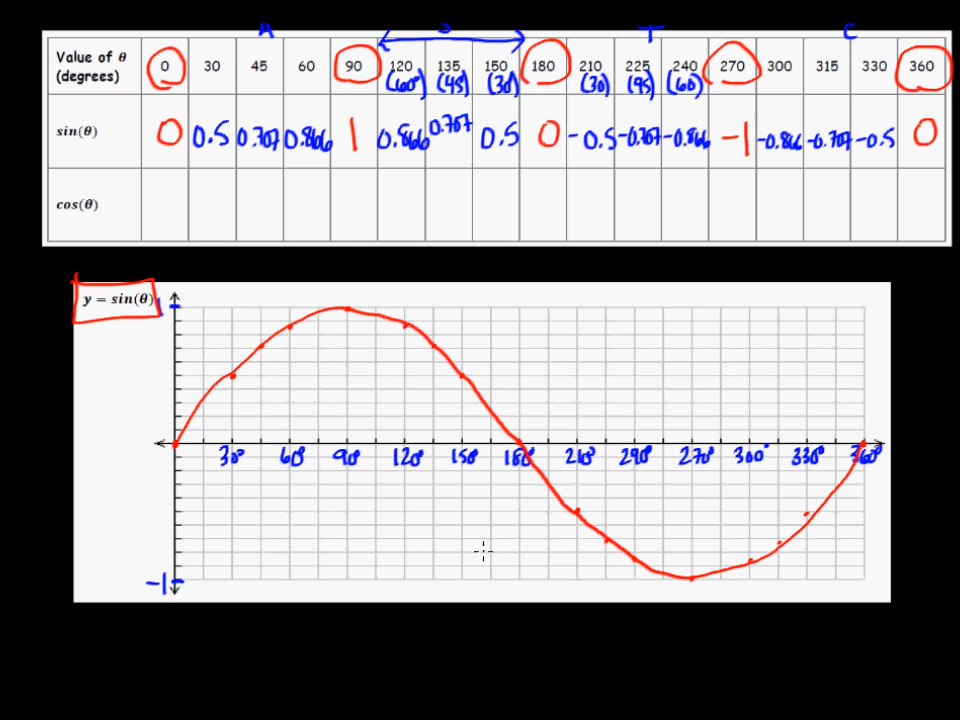 A S T C
Value of θ (degrees) 0 30 45 60 90 120 135 150 180 210 225 240 270 300 315 330 360
(60°) (45) (30) (30) (45) (60)
sin(θ) 0 0.5 0.707 0.866 1 0.866 0.707 0.5 0 -0.5 -0.707 -0.866 -1 -0.866 -0.707 -0.5 0
cos(θ)
y = sin(θ) 1
30° 60° 90° 120° 150° 180° 210° 240° 270° 300° 330° 360°
-1